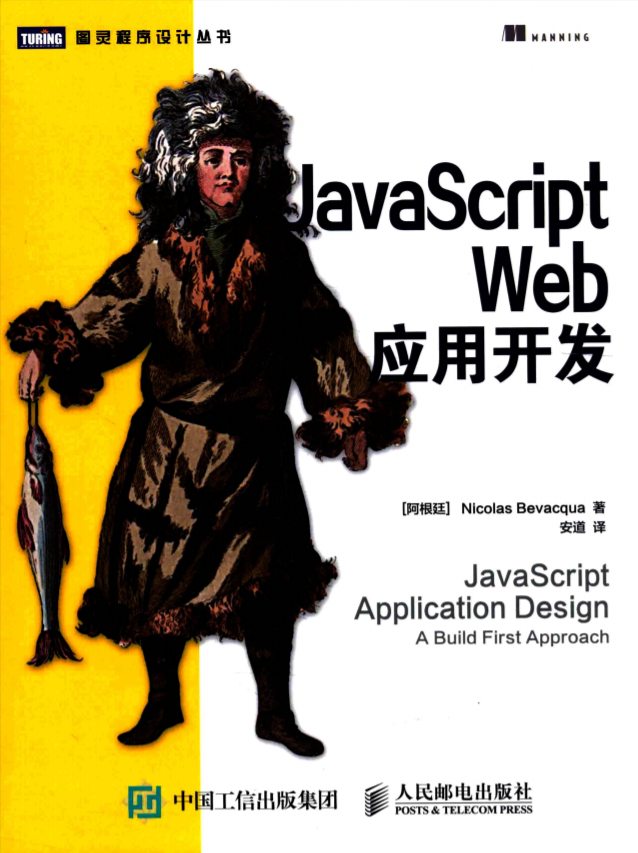 TURING 图灵程序设计丛书
MANNING
JavaScript
Web
应用开发
[阿根廷] Nicolas Bevacqua 著
安道 译
JavaScript
Application Design
A Build First Approach
中国工信出版集团
人民邮电出版社
POSTS & TELECOM PRESS